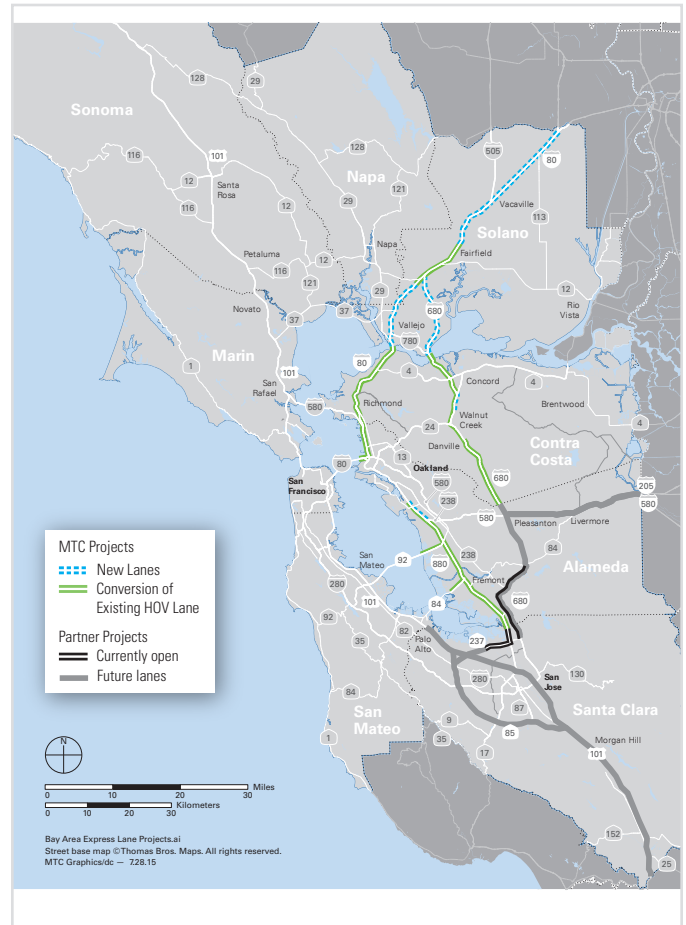 128
29
Sonoma
128
505
80
116
101
12
Santa
Rosa
Napa
121
116
12
29
Vacaville
113
Solano
Napa
Petaluma
12
Fairfield
116
121
29
12
Rio
Vista
Novato
37
37
680
Vallejo
780
Marin
1
101
80
San
Rafael
4
Concord
4
580
Richmond
Brentwood
Walnut
Creek
24
4
Danville
Contra
Costa
13
80
Oakland
San
Francisco
580
680
205
580
238
580
Pleasanton
Livermore
84
San
Mateo
92
238
880
Alameda
Fremont
280
101
84
680
92
82
237
35
Palo
Alto
San
Jose
130
280
84
87
Santa Clara
San
Mateo
9
85
1
35
17
Morgan Hill
101
152
25
MTC Projects
New Lanes
Conversion of
Existing HOV Lane
Partner Projects
Currently open
Future lanes
N
Miles
0
10
20
30
Kilometers
0
10
20
30
Bay Area Express Lane Projects.ai
Street base map ©Thomas Bros. Maps. All rights reserved.
MTC Graphics/dc — 7.28.15